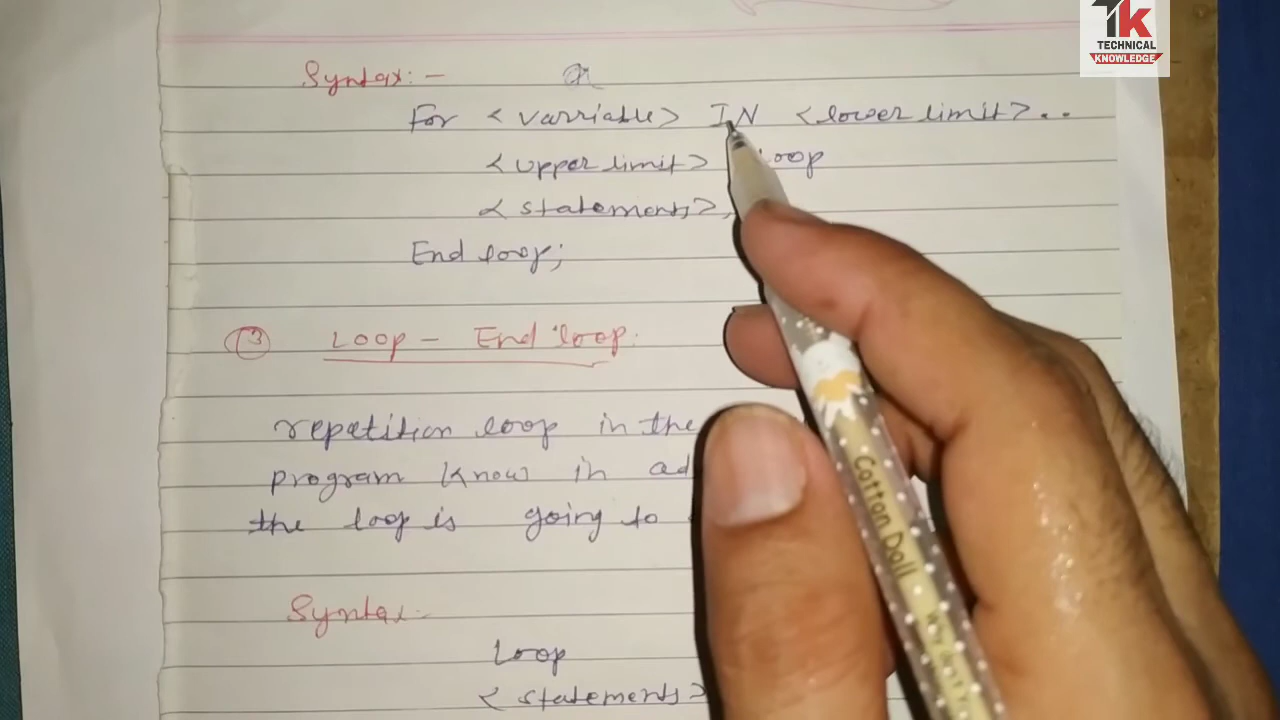 TK
TECHNICAL
KNOWLEDGE
Syntax:-
For <varriable> IN <lower limit>..
<upper limit> loop
< statements>;
End loop;
3 Loop - End loop:
repetition loop in the
program know in ad
the loop is going to
Syntax:-
Loop
< statements>
Cotton Doll